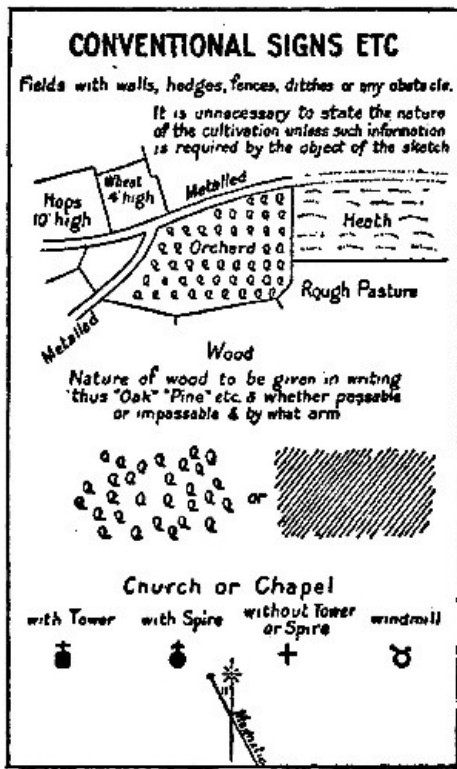 CONVENTIONAL SIGNS ETC
Fields with walls, hedges, fences, ditches or any obstacle.
It is unnecessary to state the nature
of the cultivation unless such information
is required by the object of the sketch
Hops
10' high
Wheat
4' high
Metalled
Orchard
Heath
Rough Pasture
Metalled
Wood
Nature of wood to be given in writing
thus "Oak" "Pine" etc. & whether passable
or impassable & by what arm
or
Church or Chapel
with Tower
with Spire
without Tower
or Spire
windmill
Magnetic